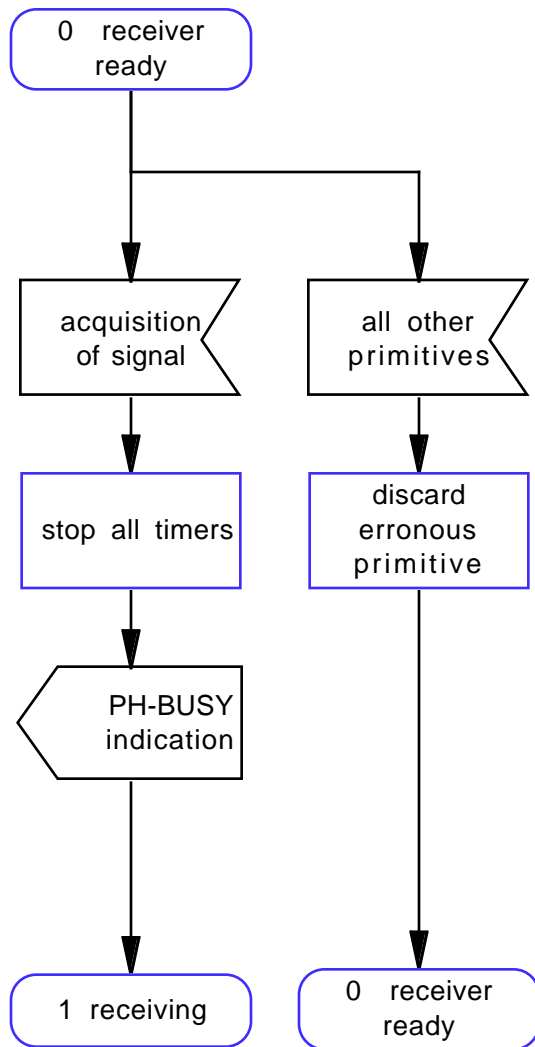 0 receiver
ready
acquisition
of signal
all other
primitives
stop all timers
discard
erronous
primitive
PH-BUSY
indication
1 receiving
0 receiver
ready